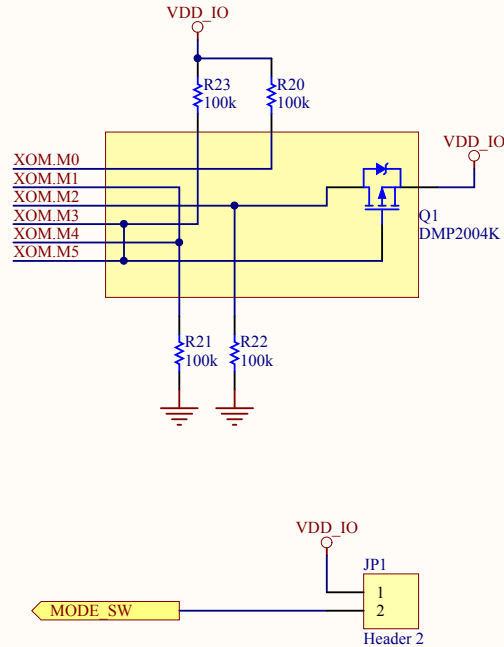 VDD_IO
R23
100k
R20
100k
XOM.M0
XOM.M1
XOM.M2
XOM.M3
XOM.M4
XOM.M5
VDD_IO
Q1
DMP2004K
R21
100k
R22
100k
VDD_IO
JP1
MODE_SW
1
2
Header 2